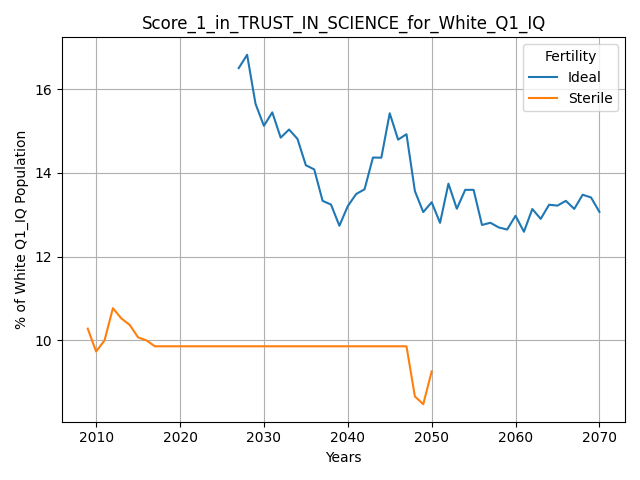 Score_1_in_TRUST_IN_SCIENCE_for_White_Q1_IQ
Fertility
Ideal
Sterile
% of White Q1_IQ Population
16
14
12
10
2010 2020 2030 2040 2050 2060 2070
Years